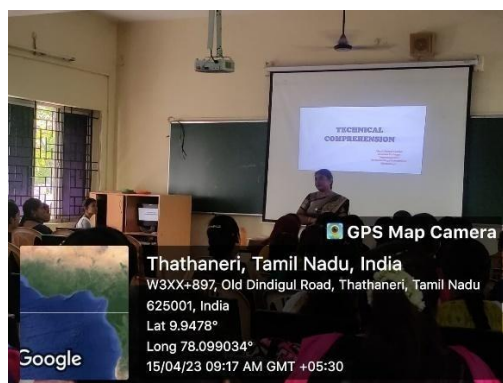 TECHNICAL
COMPREHENSION
GPS Map Camera
Thathaneri, Tamil Nadu, India
W3XX+897, Old Dindigul Road, Thathaneri, Tamil Nadu
625001, India
Lat 9.9478°
Long 78.099034°
15/04/23 09:17 AM GMT +05:30
Google